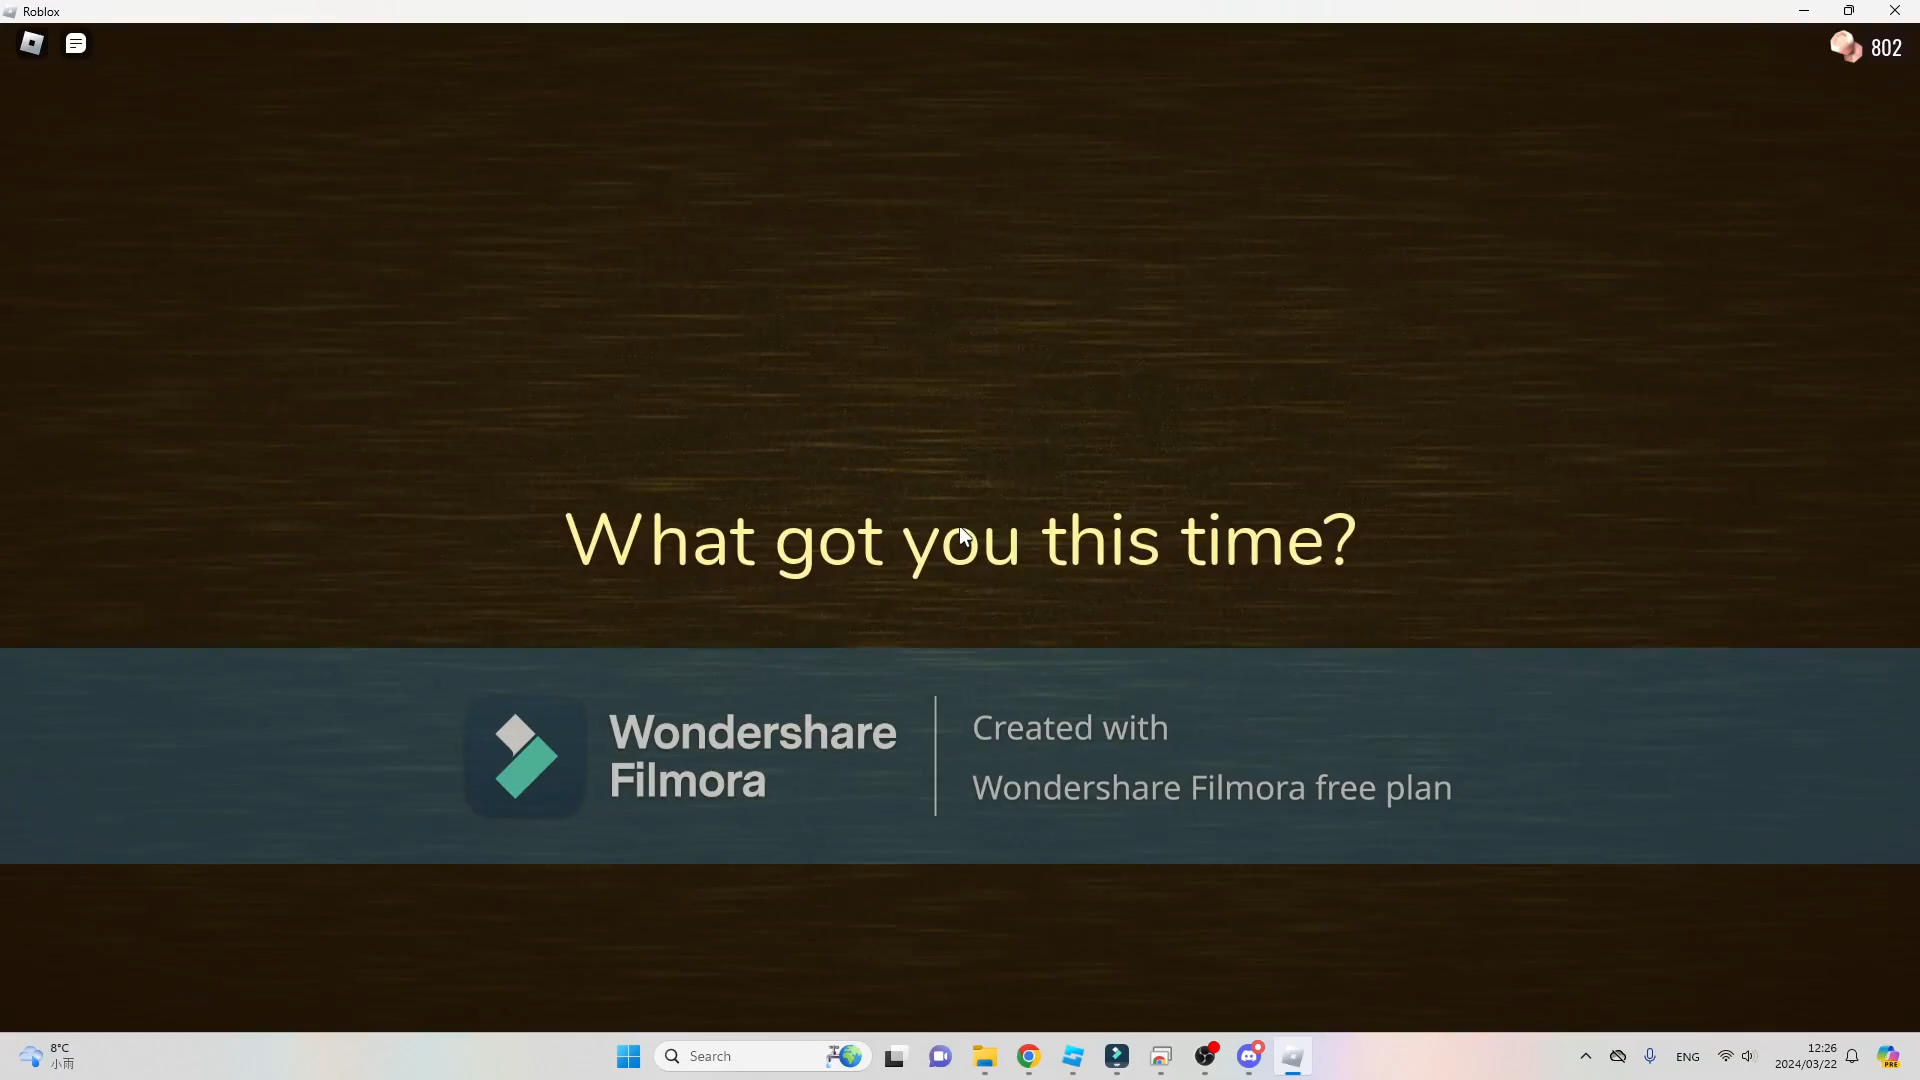 Roblox
802
What got you this time?
Wondershare
Filmora
Created with
Wondershare Filmora free plan
8°C
小雨
Search
ENG
12:26
2024/03/22
PRE